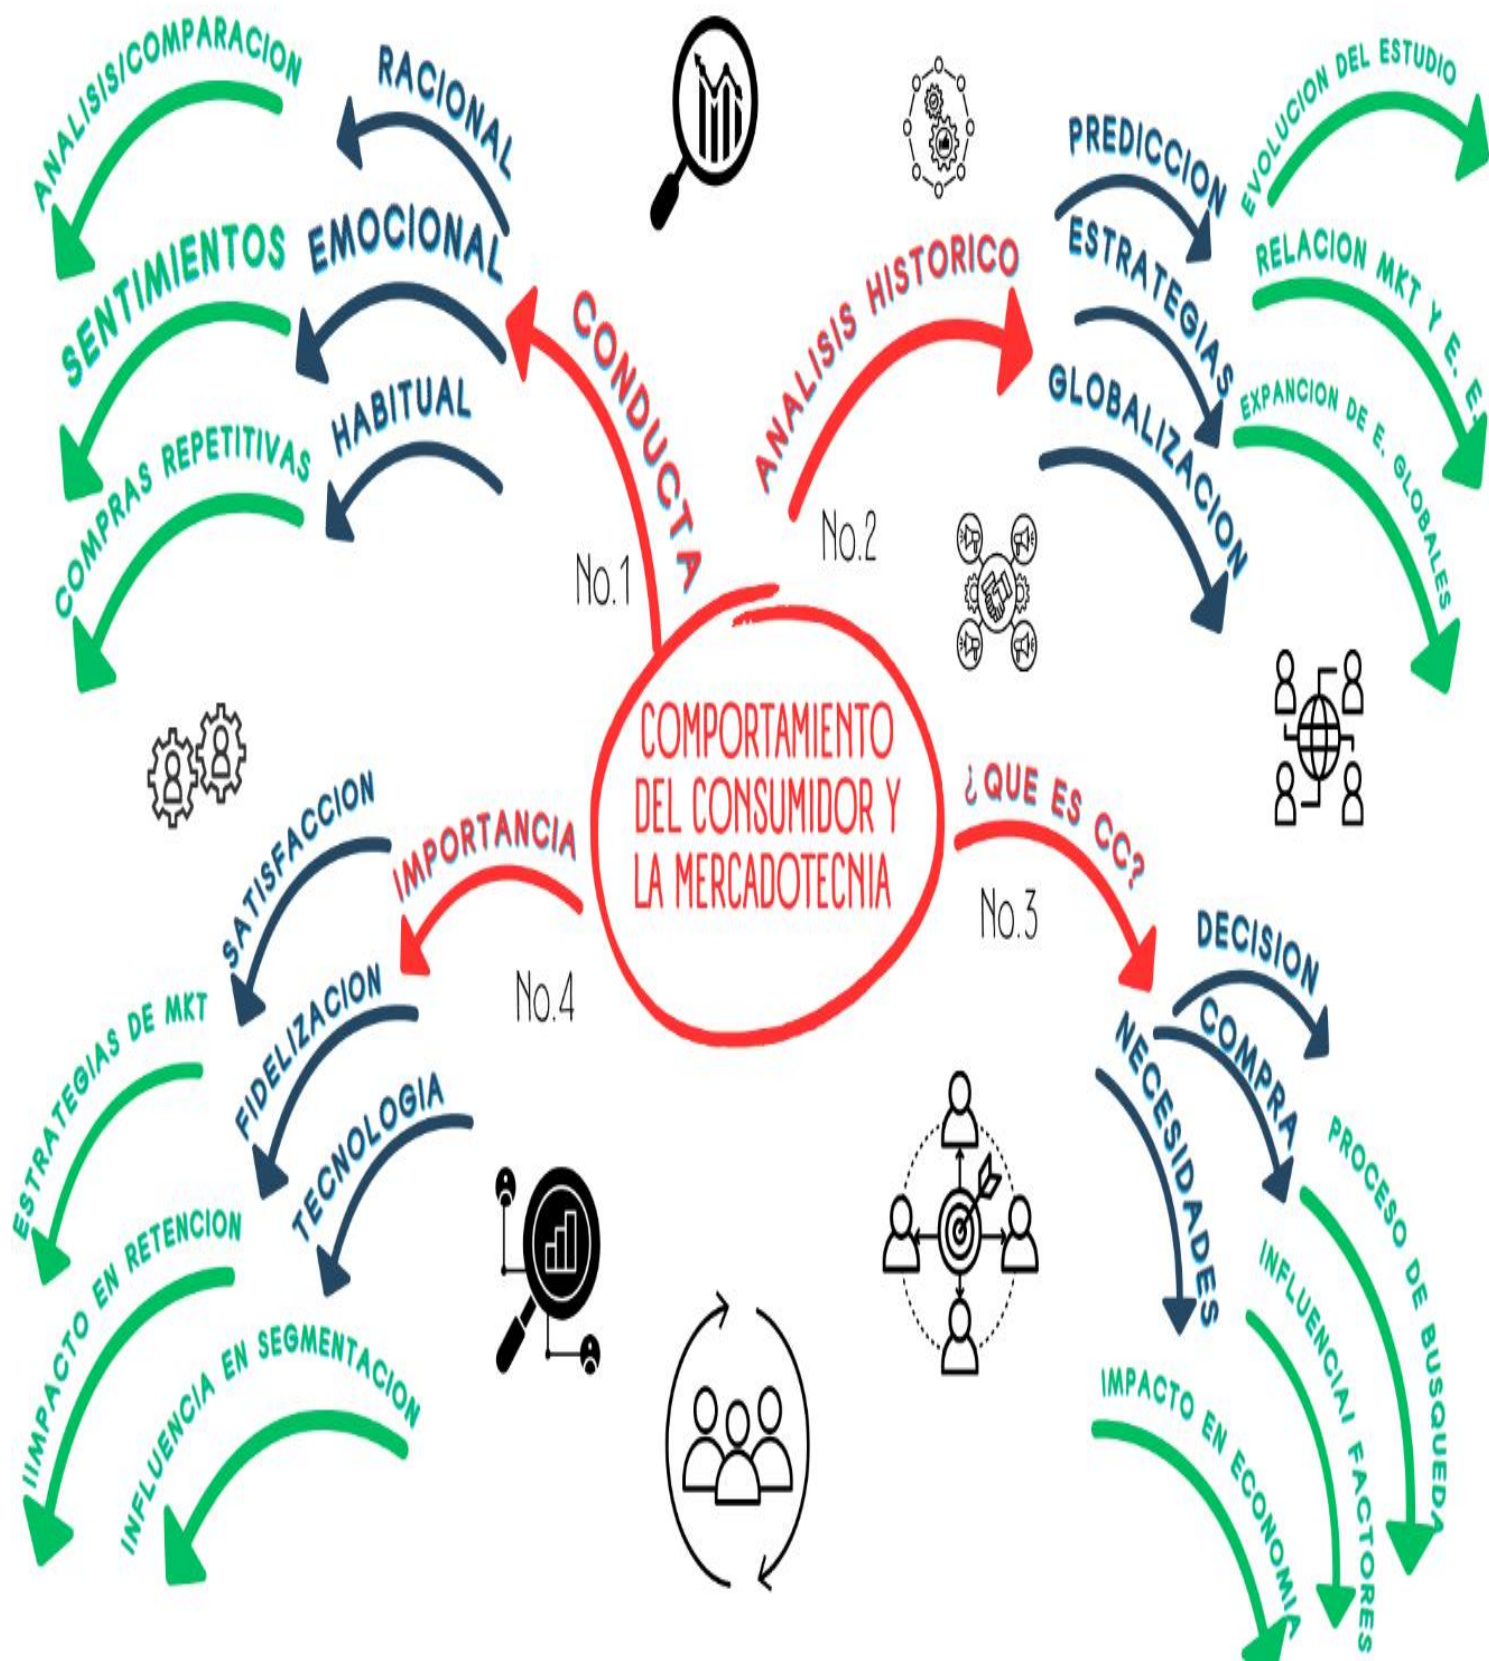 COMPORTAMIENTO
DEL CONSUMIDOR Y
LA MERCADOTECNIA
No.1
CONDUCTA
RACIONAL
ANALISIS/COMPARACION
EMOCIONAL
SENTIMIENTOS
HABITUAL
COMPRAS REPETITIVAS
No.2
ANALISIS HISTORICO
PREDICCION
EVOLUCION DEL ESTUDIO
ESTRATEGIAS
RELACION MKT Y E. E.
GLOBALIZACION
EXPANCION DE E. GLOBALES
No.3
¿QUE ES CC?
DECISION
PROCESO DE BUSQUEDA
COMPRA
INFLUENCIAI FACTORES
NECESIDADES
IMPACTO EN ECONOMIA
No.4
IMPORTANCIA
SATISFACCION
ESTRATEGIAS DE MKT
FIDELIZACION
IIMPACTO EN RETENCION
TECNOLOGIA
INFLUENCIA EN SEGMENTACION